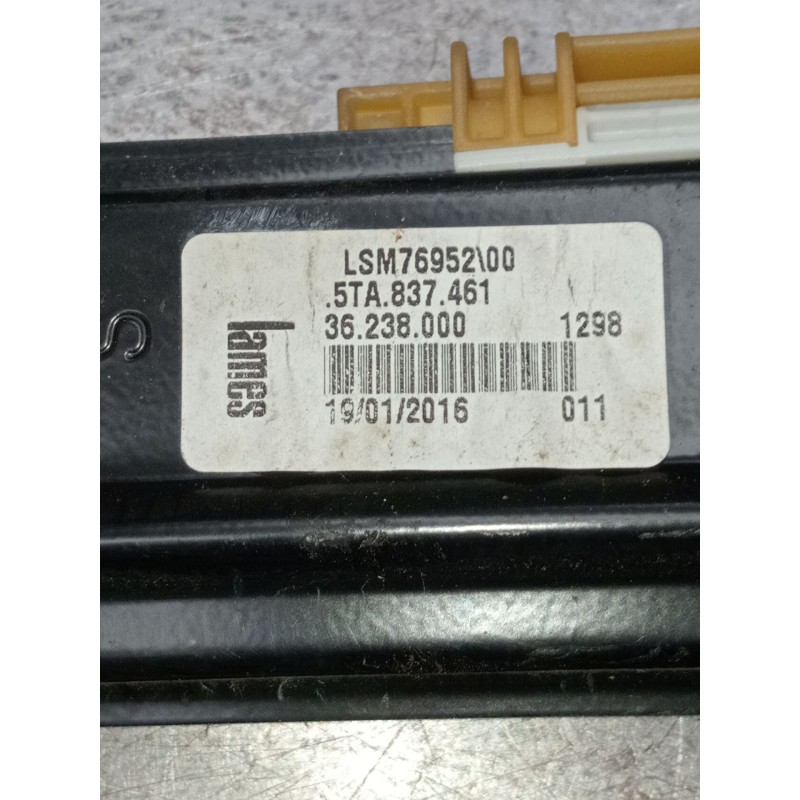 LSM76952\00
.5TA.837.461
36.238.000 1298
19/01/2016 011
lames
S